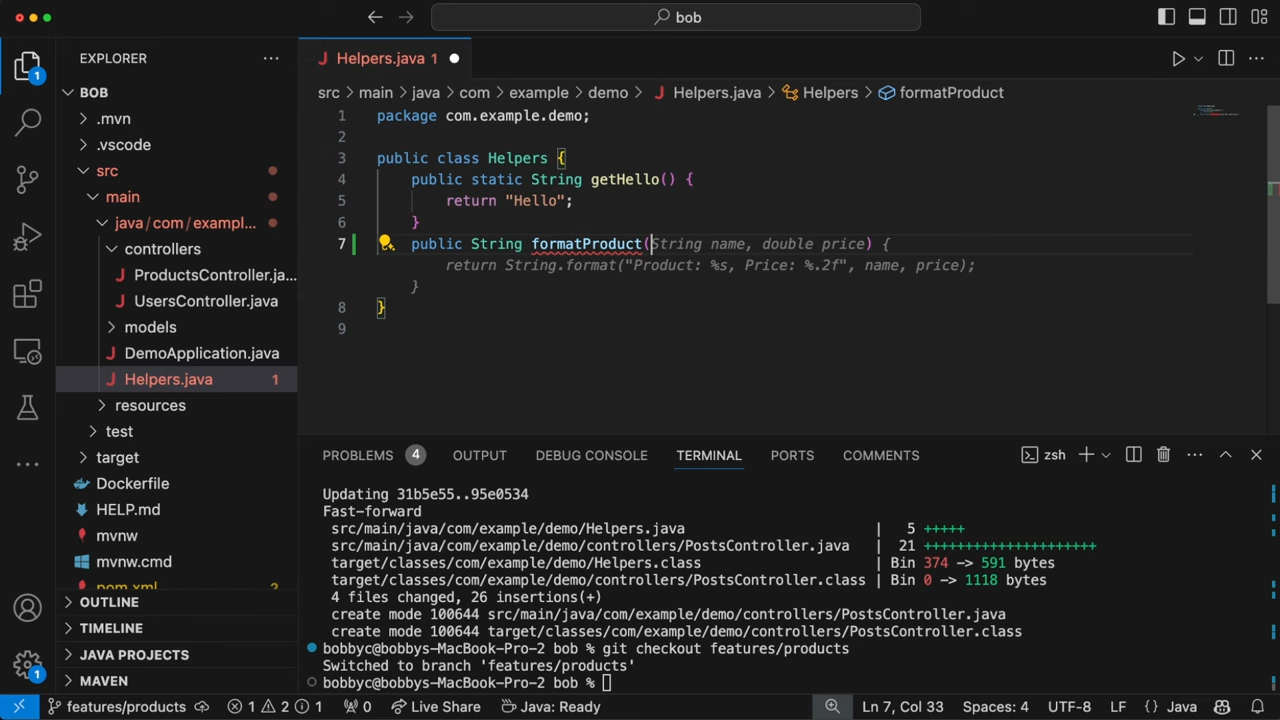 bob
EXPLORER
Helpers.java 1
BOB
src
main
java
com
example
demo
Helpers.java
Helpers
formatProduct
.mvn
.vscode
src
main
java/com/exampl...
controllers
ProductsController.ja...
UsersController.java
models
DemoApplication.java
Helpers.java 1
resources
test
target
Dockerfile
HELP.md
mvnw
mvnw.cmd
pom.xml 2
OUTLINE
TIMELINE
JAVA PROJECTS
MAVEN
1
1
1 package com.example.demo;
2
3 public class Helpers {
4 public static String getHello() {
5 return "Hello";
6 }
7 public String formatProduct(String name, double price) {
return String.format("Product: %s, Price: %.2f", name, price);
}
8 }
9
PROBLEMS 4 OUTPUT DEBUG CONSOLE TERMINAL PORTS COMMENTS zsh
Updating 31b5e55..95e0534
Fast-forward
src/main/java/com/example/demo/Helpers.java | 5 +++++
src/main/java/com/example/demo/controllers/PostsController.java | 21 +++++++++++++++++++++
target/classes/com/example/demo/Helpers.class | Bin 374 -> 591 bytes
target/classes/com/example/demo/controllers/PostsController.class | Bin 0 -> 1118 bytes
4 files changed, 26 insertions(+)
create mode 100644 src/main/java/com/example/demo/controllers/PostsController.java
create mode 100644 target/classes/com/example/demo/controllers/PostsController.class
bobbyc@bobbys-MacBook-Pro-2 bob % git checkout features/products
Switched to branch 'features/products'
bobbyc@bobbys-MacBook-Pro-2 bob %
features/products 1 2 1 0 Live Share Java: Ready Ln 7, Col 33 Spaces: 4 UTF-8 LF {} Java